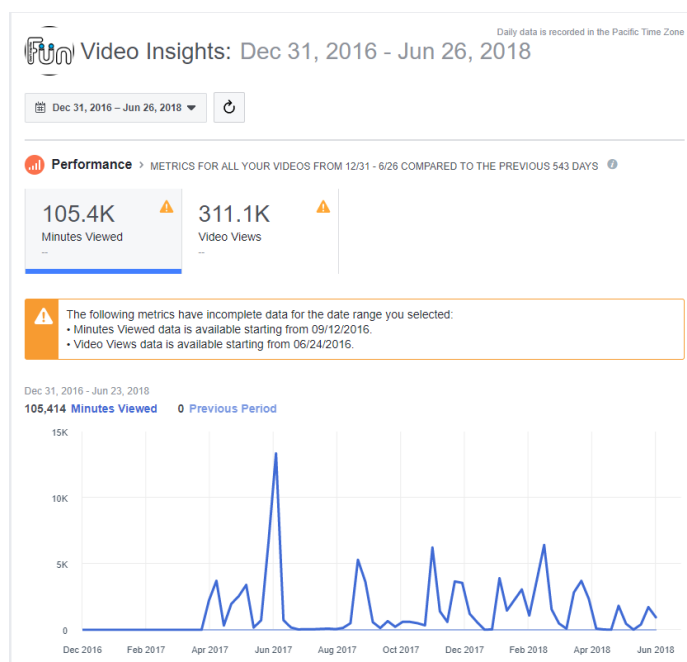 Daily data is recorded in the Pacific Time Zone
Fün Video Insights: Dec 31, 2016 - Jun 26, 2018
Dec 31, 2016 – Jun 26, 2018
Performance > METRICS FOR ALL YOUR VIDEOS FROM 12/31 - 6/26 COMPARED TO THE PREVIOUS 543 DAYS
105.4K 311.1K
Minutes Viewed Video Views
-- --
The following metrics have incomplete data for the date range you selected:
• Minutes Viewed data is available starting from 09/12/2016.
• Video Views data is available starting from 06/24/2016.
Dec 31, 2016 - Jun 23, 2018
105,414 Minutes Viewed 0 Previous Period
15K
10K
5K
0
Dec 2016 Feb 2017 Apr 2017 Jun 2017 Aug 2017 Oct 2017 Dec 2017 Feb 2018 Apr 2018 Jun 2018